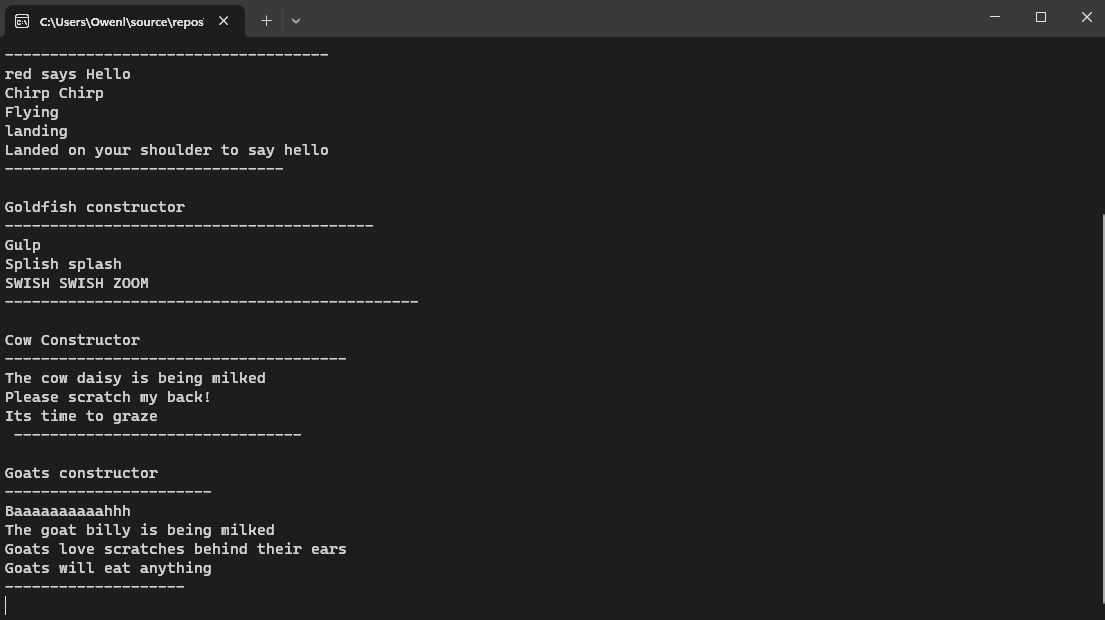 C:\Users\Owenl\source\repos\
------------------------------------
red says Hello
Chirp Chirp
Flying
landing
Landed on your shoulder to say hello
-------------------------------
Goldfish constructor
-----------------------------------------
Gulp
Splish splash
SWISH SWISH ZOOM
----------------------------------------------
Cow Constructor
--------------------------------------
The cow daisy is being milked
Please scratch my back!
Its time to graze
 --------------------------------
Goats constructor
-----------------------
Baaaaaaaaaahhh
The goat billy is being milked
Goats love scratches behind their ears
Goats will eat anything
--------------------